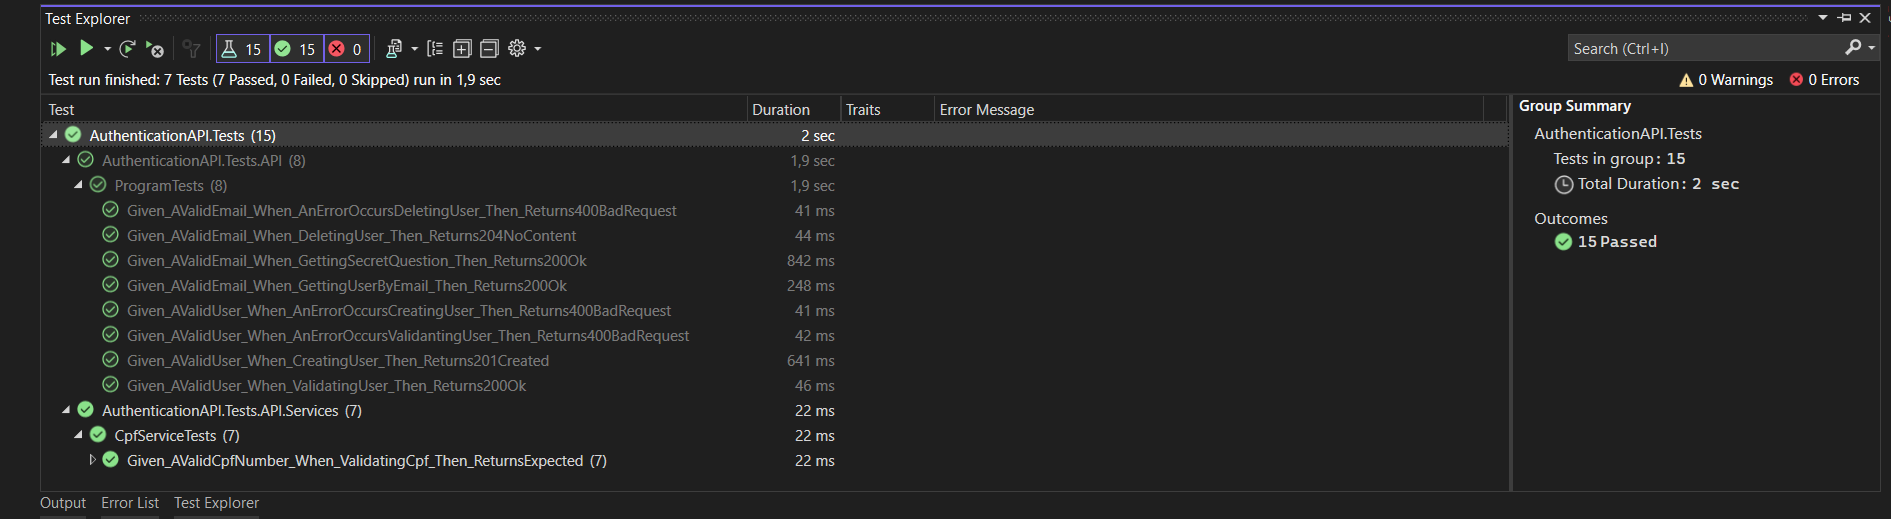 Test Explorer
15 15 0
Search (Ctrl+I)
Test run finished: 7 Tests (7 Passed, 0 Failed, 0 Skipped) run in 1,9 sec
0 Warnings 0 Errors
Test Duration Traits Error Message
AuthenticationAPI.Tests (15) 2 sec
AuthenticationAPI.Tests.API (8) 1,9 sec
ProgramTests (8) 1,9 sec
Given_AValidEmail_When_AnErrorOccursDeletingUser_Then_Returns400BadRequest 41 ms
Given_AValidEmail_When_DeletingUser_Then_Returns204NoContent 44 ms
Given_AValidEmail_When_GettingSecretQuestion_Then_Returns200Ok 842 ms
Given_AValidEmail_When_GettingUserByEmail_Then_Returns200Ok 248 ms
Given_AValidUser_When_AnErrorOccursCreatingUser_Then_Returns400BadRequest 41 ms
Given_AValidUser_When_AnErrorOccursValidantingUser_Then_Returns400BadRequest 42 ms
Given_AValidUser_When_CreatingUser_Then_Returns201Created 641 ms
Given_AValidUser_When_ValidatingUser_Then_Returns200Ok 46 ms
AuthenticationAPI.Tests.API.Services (7) 22 ms
CpfServiceTests (7) 22 ms
Given_AValidCpfNumber_When_ValidatingCpf_Then_ReturnsExpected (7) 22 ms
Group Summary
AuthenticationAPI.Tests
Tests in group: 15
Total Duration: 2 sec
Outcomes
15 Passed
Output Error List Test Explorer